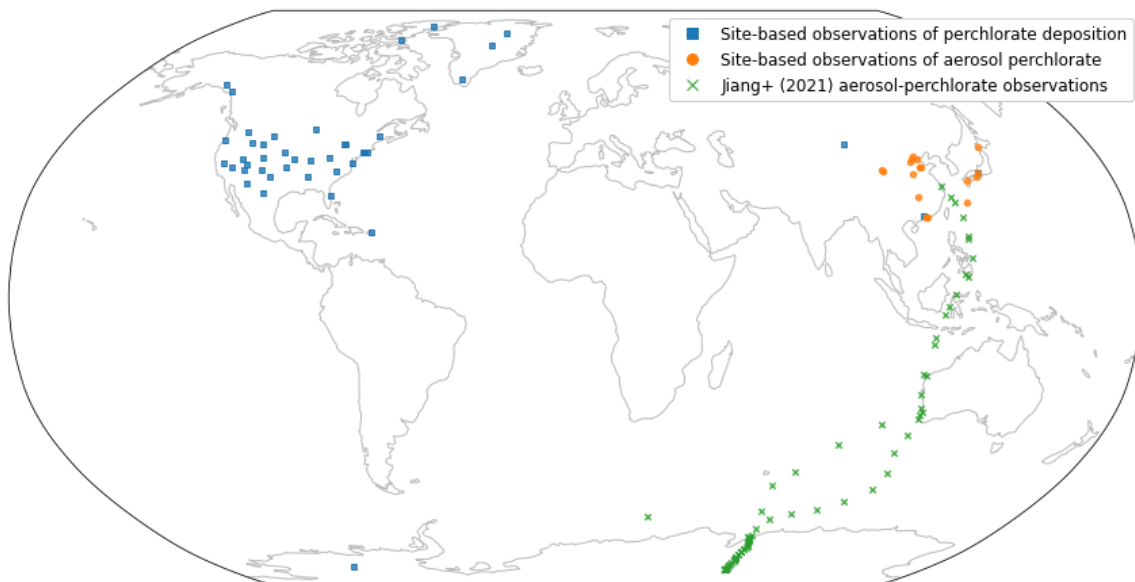 Site-based observations of perchlorate deposition
Site-based observations of aerosol perchlorate
Jiang+ (2021) aerosol-perchlorate observations